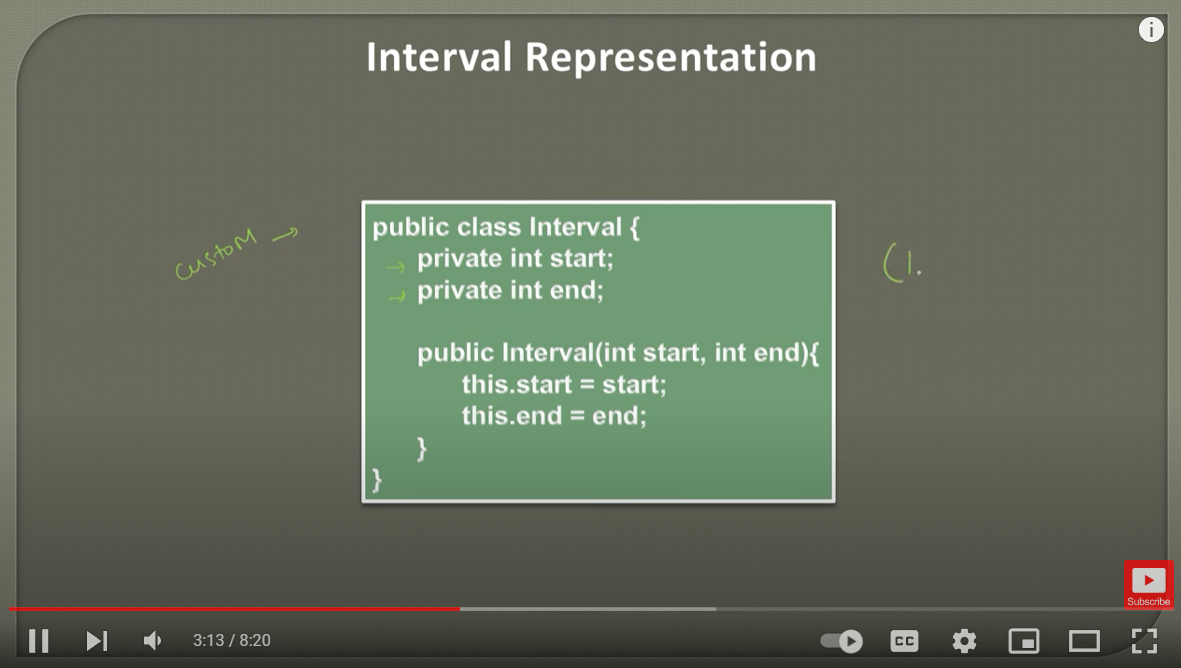 i
Interval Representation
CUSTOM →
public class Interval {
→ private int start;
→ private int end;
(1.
public Interval(int start, int end){
this.start = start;
this.end = end;
}
}
Subscribe
3:13 / 8:20
CC